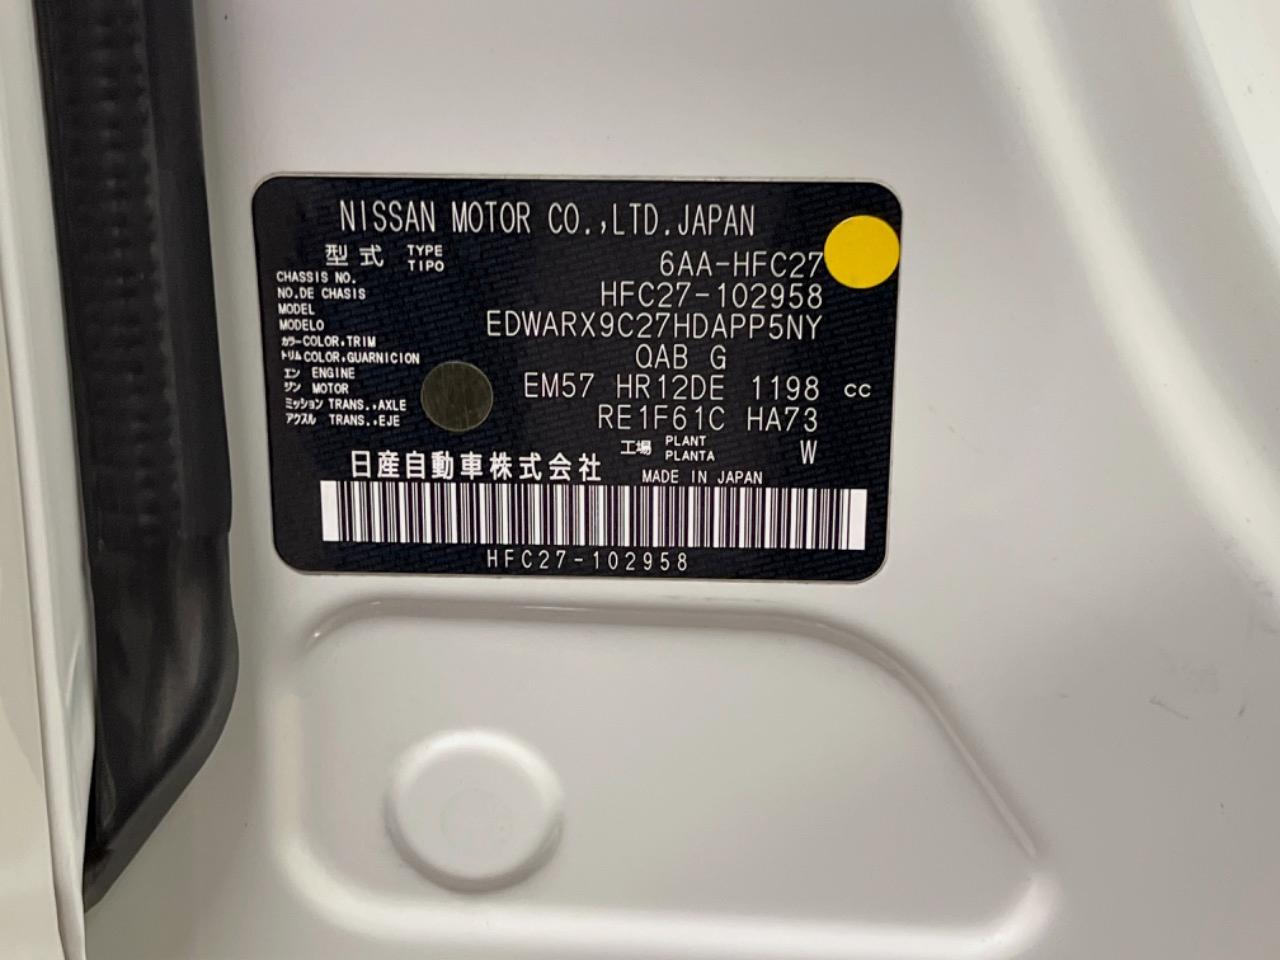 NISSAN MOTOR CO.,LTD.JAPAN
型式 TYPE TIPO 6AA-HFC27
CHASSIS NO.
NO.DE CHASIS HFC27-102958
MODEL
MODELO EDWARX9C27HDAPP5NY
カラー COLOR,TRIM
トリム COLOR,GUARNICION QAB G
エン ENGINE
ジン MOTOR EM57 HR12DE 1198 cc
ミッション TRANS.,AXLE
アクスル TRANS.,EJE RE1F61C HA73
工場 PLANT PLANTA W
日産自動車株式会社 MADE IN JAPAN
HFC27-102958